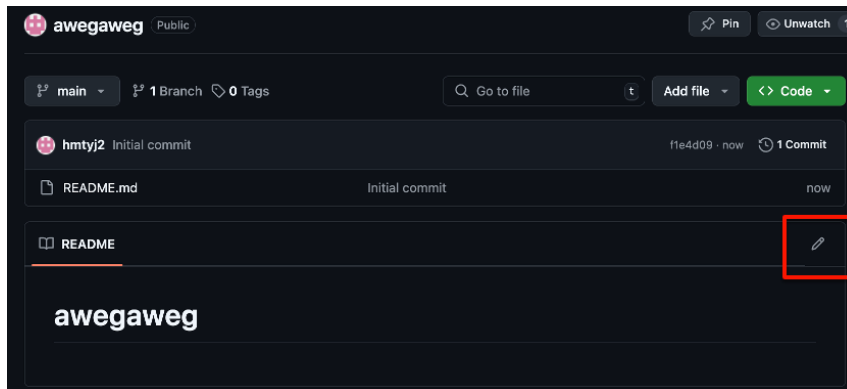 awegaweg Public
Pin
Unwatch
main
1 Branch
0 Tags
Go to file
t
Add file
<> Code
hmtyj2 Initial commit
f1e4d09 · now
1 Commit
README.md
Initial commit
now
README
awegaweg